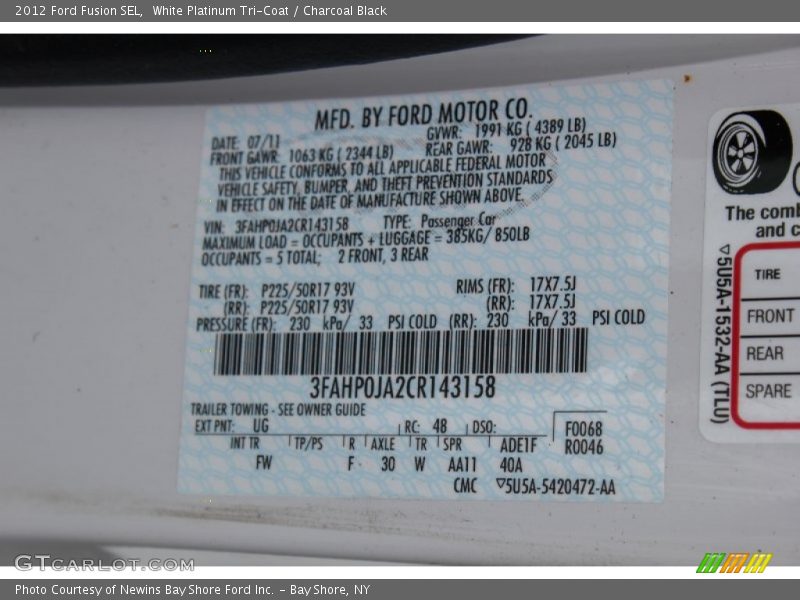 2012 Ford Fusion SEL,  White Platinum Tri-Coat / Charcoal Black
MFD. BY FORD MOTOR CO.
DATE: 07/11 GVWR: 1991 KG ( 4389 LB)
FRONT GAWR: 1063 KG ( 2344 LB) REAR GAWR: 928 KG ( 2045 LB)
THIS VEHICLE CONFORMS TO ALL APPLICABLE FEDERAL MOTOR
VEHICLE SAFETY, BUMPER, AND THEFT PREVENTION STANDARDS
IN EFFECT ON THE DATE OF MANUFACTURE SHOWN ABOVE.
VIN: 3FAHP0JA2CR143158 TYPE: Passenger Car
MAXIMUM LOAD = OCCUPANTS + LUGGAGE = 385KG/ 850LB
OCCUPANTS = 5 TOTAL; 2 FRONT, 3 REAR
TIRE (FR): P225/50R17 93V RIMS (FR): 17X7.5J
(RR): P225/50R17 93V (RR): 17X7.5J
PRESSURE (FR): 230 kPa/ 33 PSI COLD (RR): 230 kPa/ 33 PSI COLD
3FAHP0JA2CR143158
TRAILER TOWING - SEE OWNER GUIDE
EXT PNT: UG RC: 48 DSO: F0068
INT TR TP/PS R AXLE TR SPR ADE1F R0046
FW F 30 W AA11 40A
CMC 5U5A-5420472-AA
The comb
and c
5U5A-1532-AA (TLU)
TIRE
FRONT
REAR
SPARE
GTCARLOT.COM
Photo Courtesy of Newins Bay Shore Ford Inc. - Bay Shore, NY